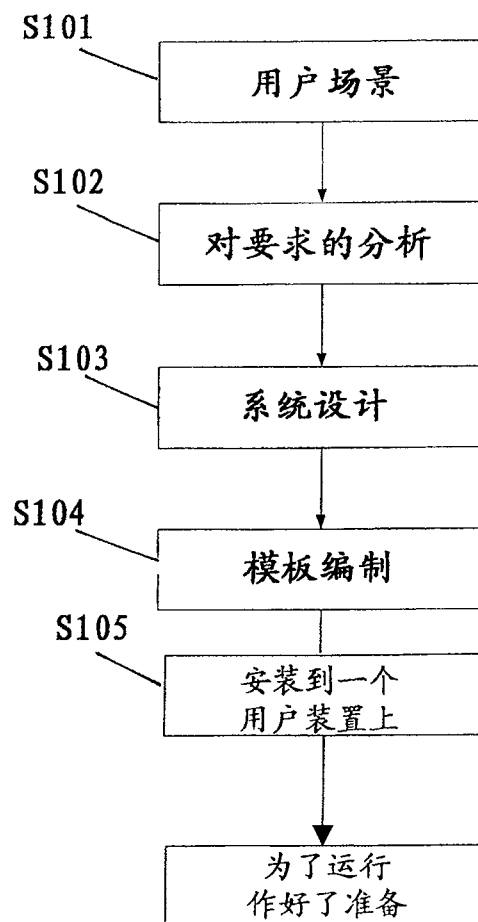 S101
用户场景
S102
对要求的分析
S103
系统设计
S104
模板编制
S105
安装到一个
用户装置上
为了运行
作好了准备